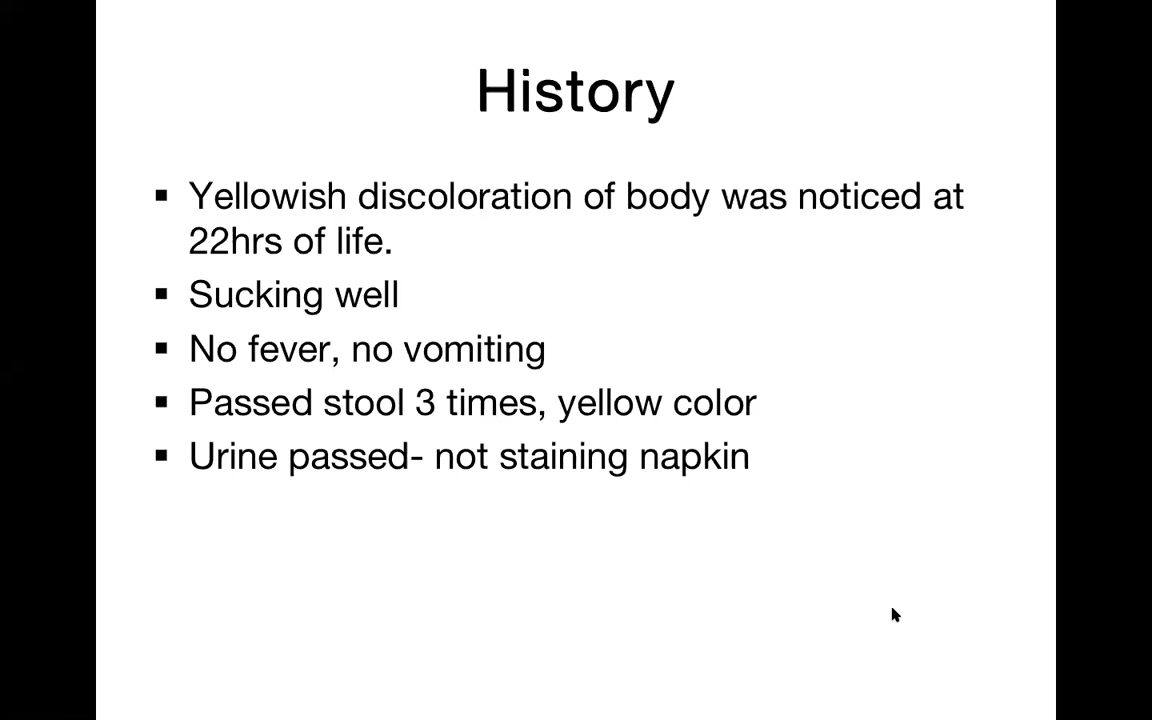 History
▪ Yellowish discoloration of body was noticed at
22hrs of life.
▪ Sucking well
▪ No fever, no vomiting
▪ Passed stool 3 times, yellow color
▪ Urine passed- not staining napkin